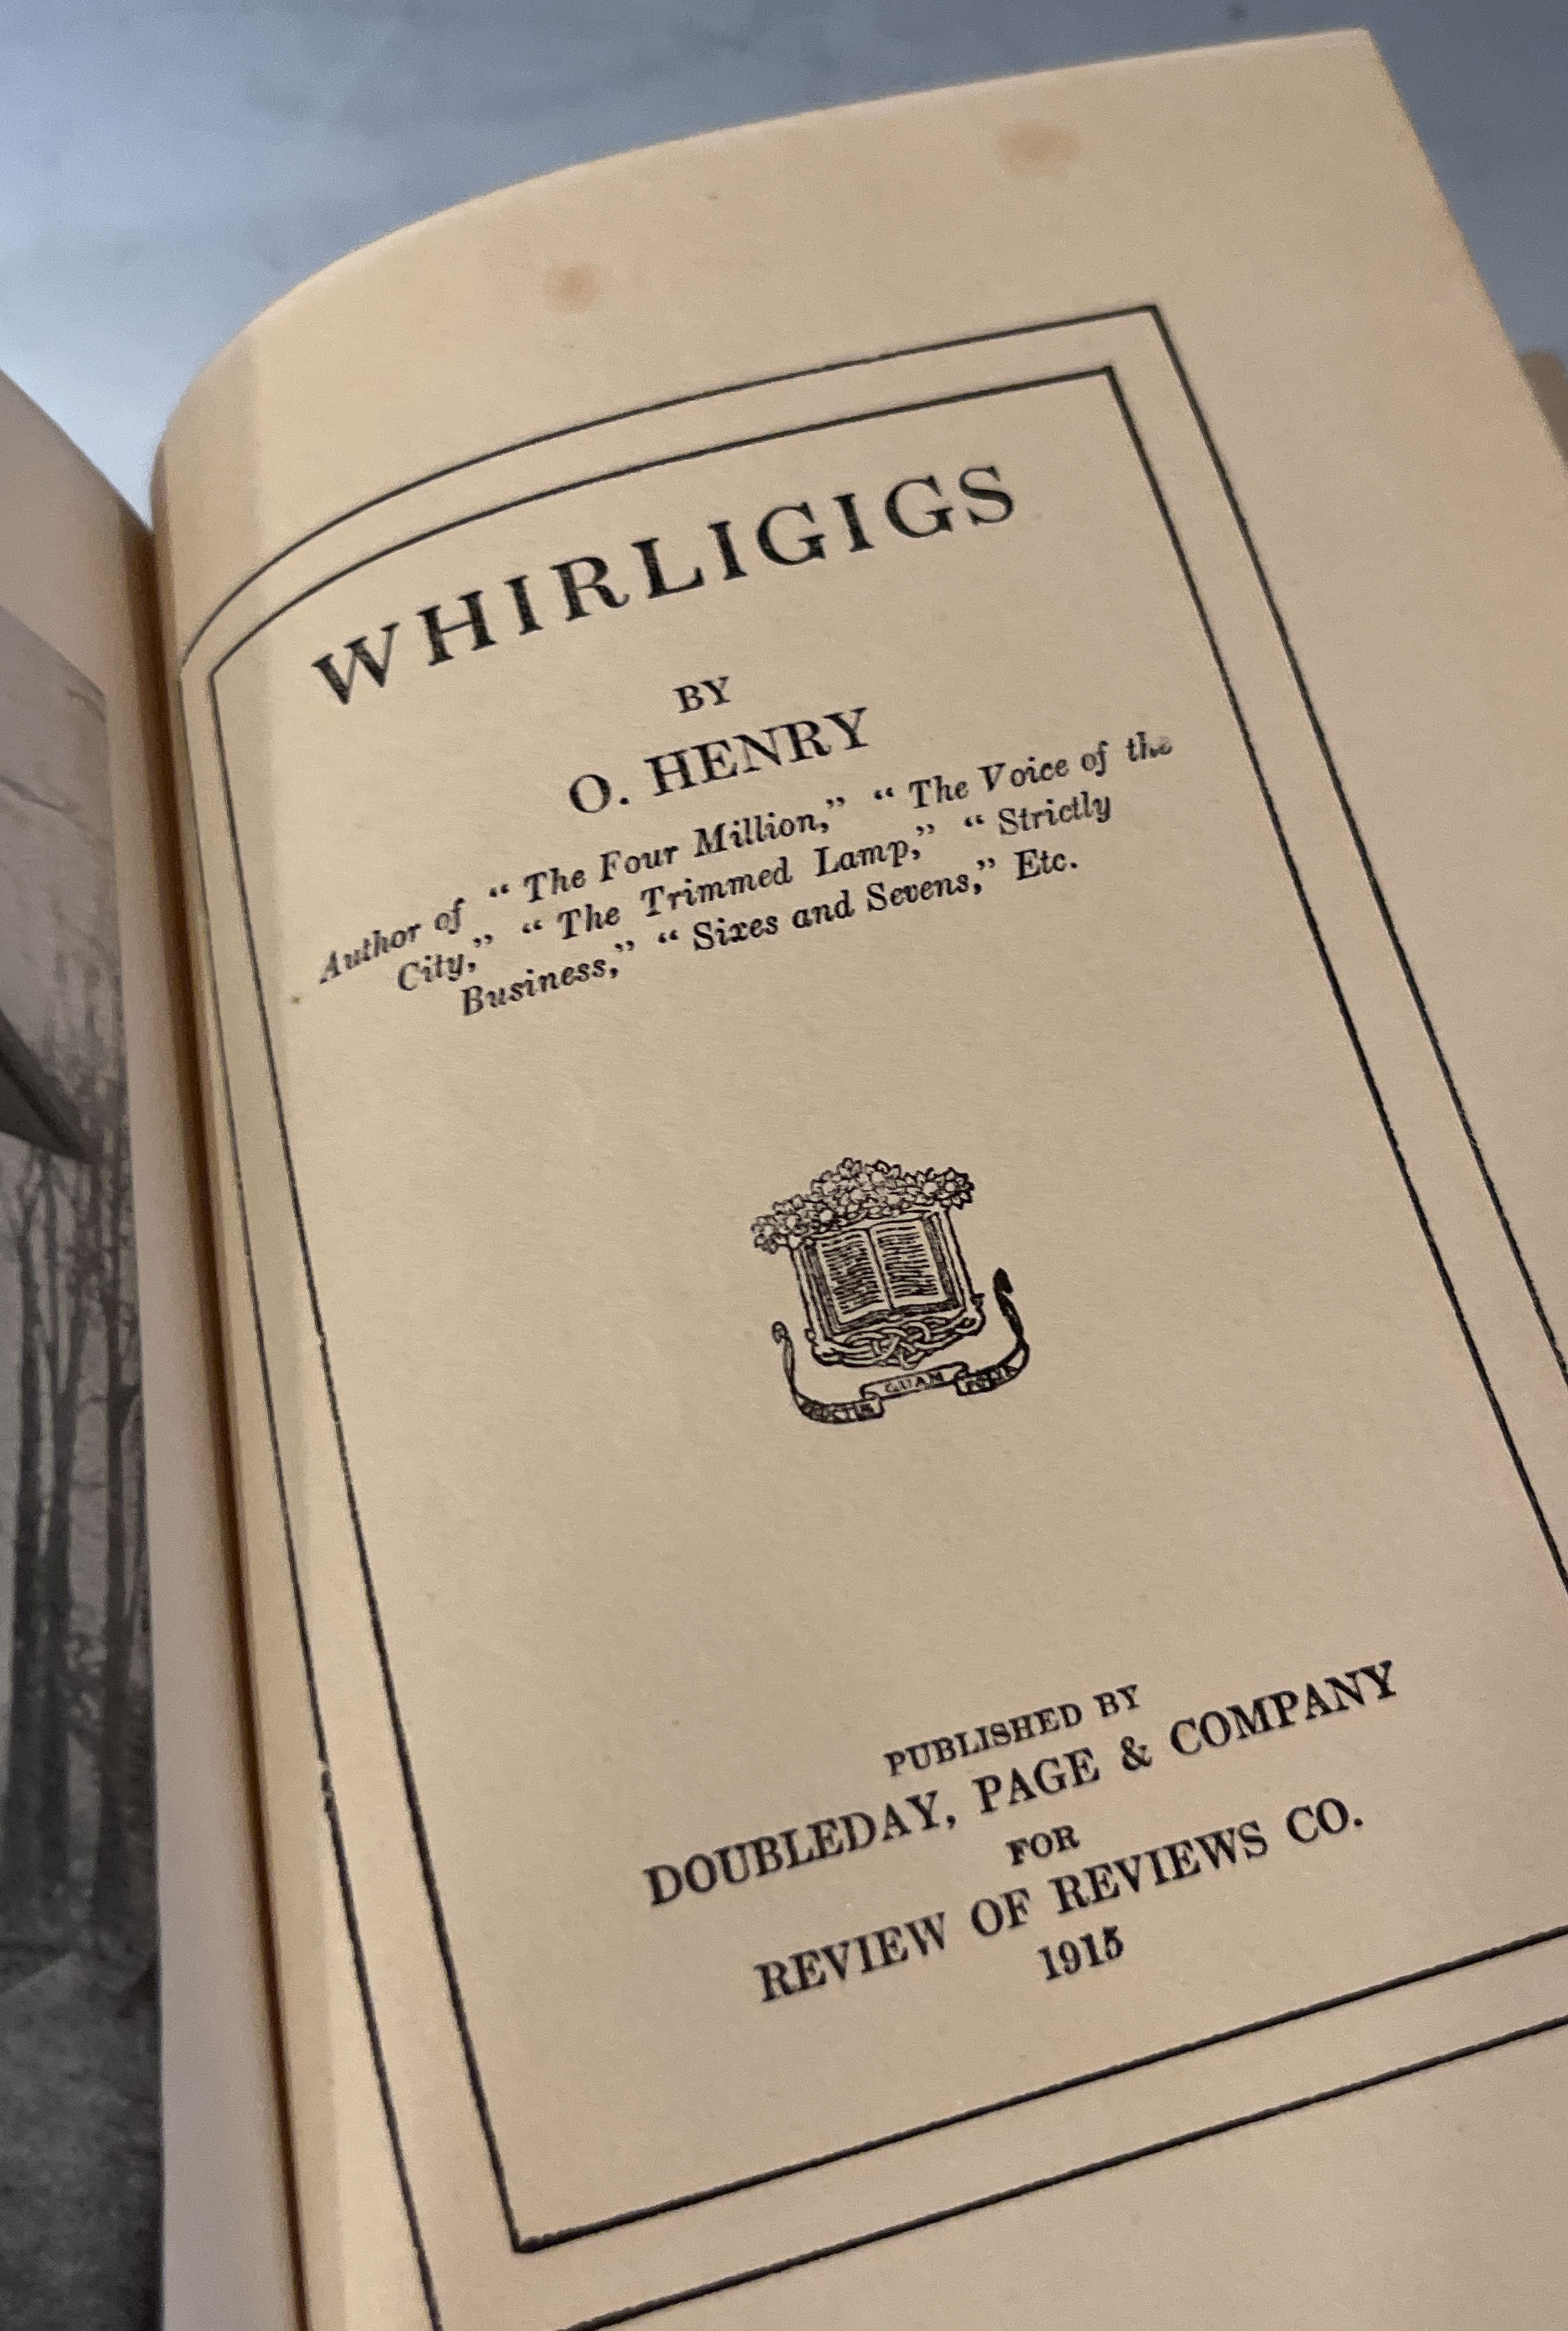 WHIRLIGIGS
BY
O. HENRY
Author of “ The Four Million,” “ The Voice of the
City,” “ The Trimmed Lamp,” “ Strictly
Business,” “ Sixes and Sevens,” Etc.
QUAM
PUBLISHED BY
DOUBLEDAY, PAGE & COMPANY
FOR
REVIEW OF REVIEWS CO.
1915